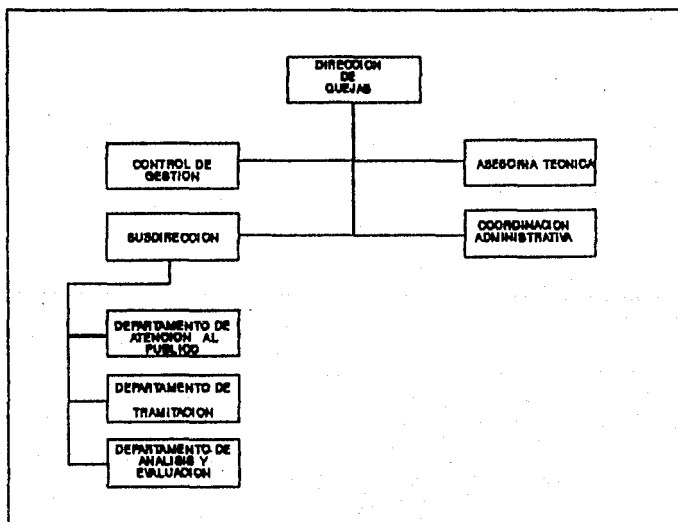 DIRECCION
DE
QUEJAS
CONTROL DE
GESTION
ASESORIA TECNICA
SUBDIRECCION
COORDINACION
ADMINISTRATIVA
DEPARTAMENTO DE
ATENCION AL
PUBLICO
DEPARTAMENTO DE
TRAMITACION
DEPARTAMENTO DE
ANALISIS Y
EVALUACION